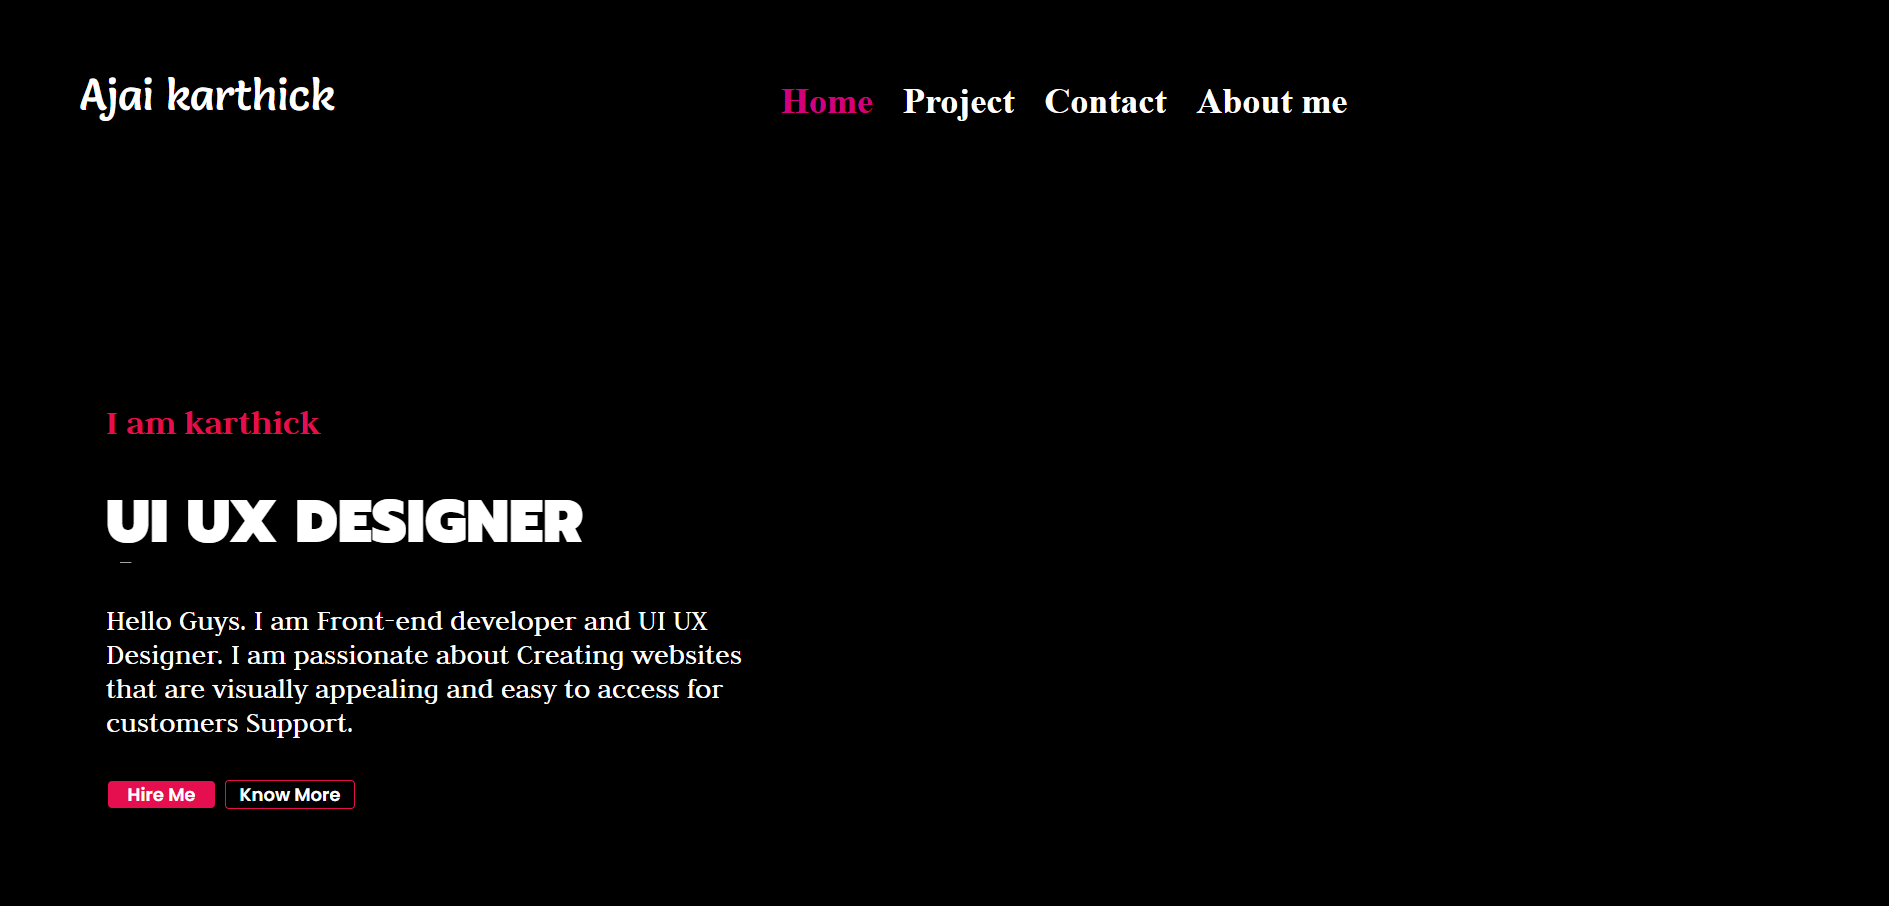 Ajai karthick
Home Project Contact About me
I am karthick
UI UX DESIGNER
Hello Guys. I am Front-end developer and UI UX
Designer. I am passionate about Creating websites
that are visually appealing and easy to access for
customers Support.
Hire Me Know More